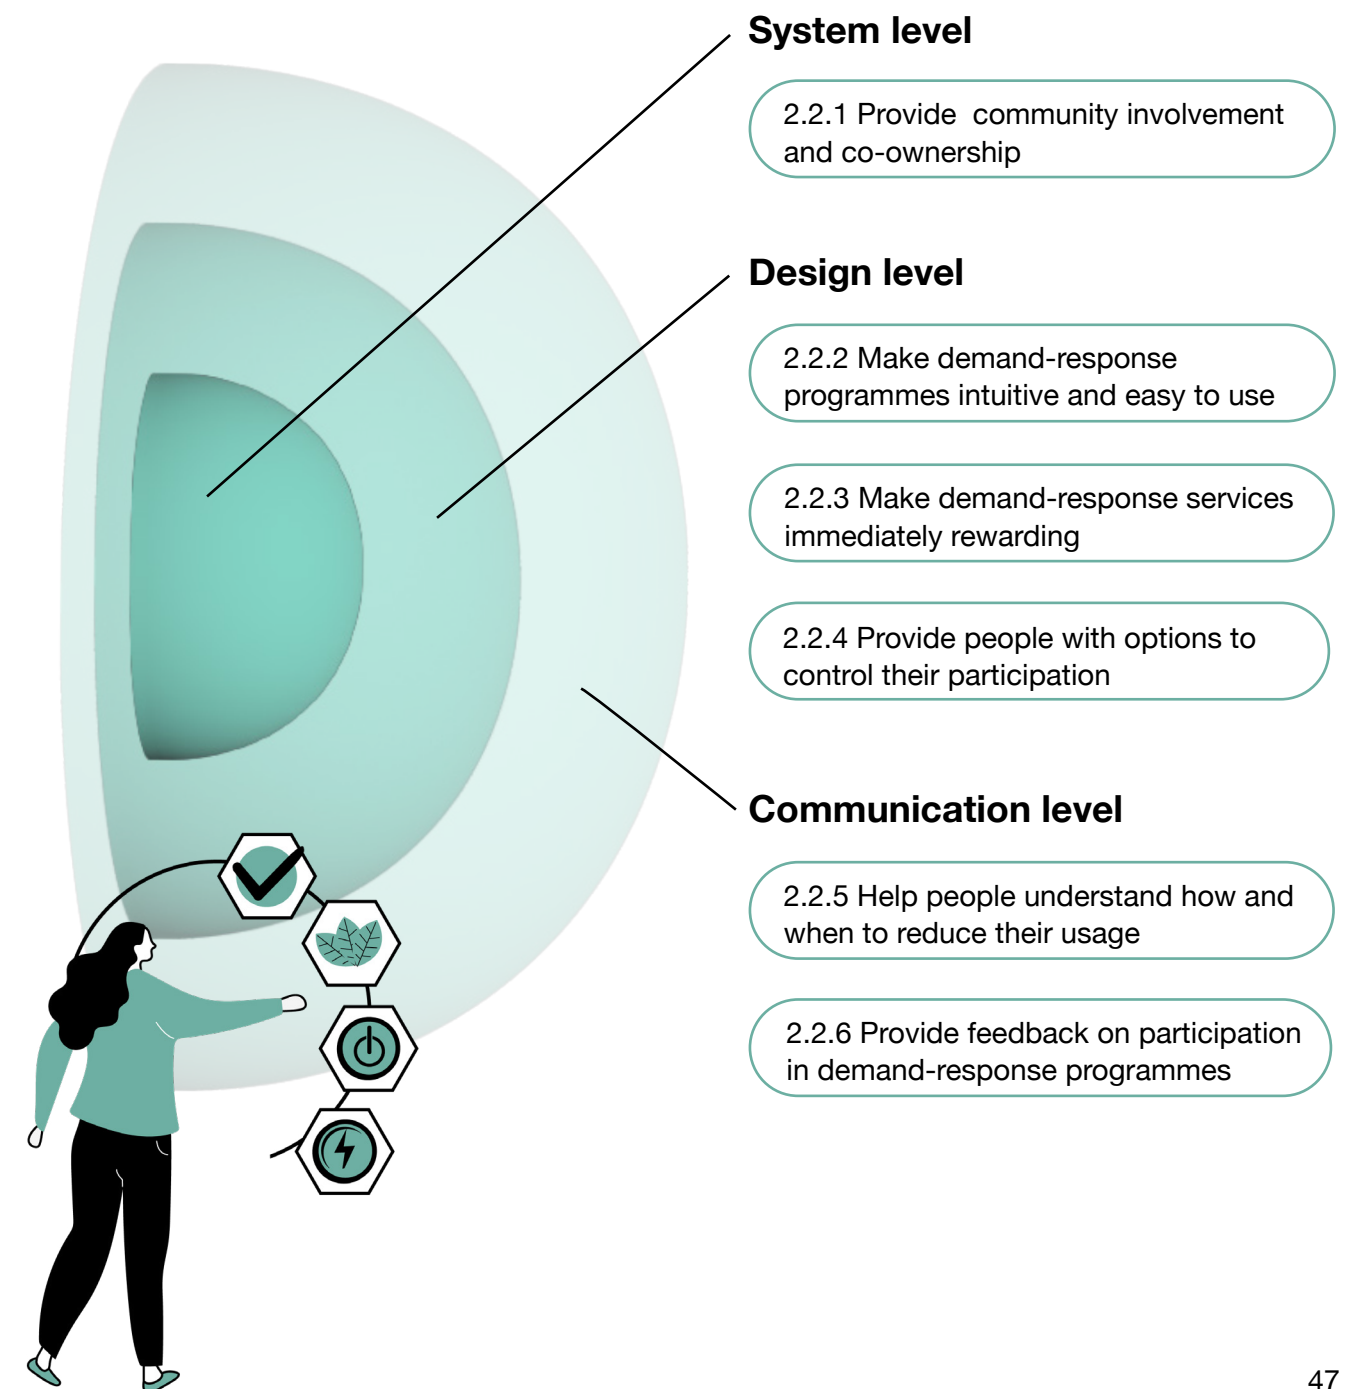 System level
2.2.1 Provide  community involvement
and co-ownership
Design level
2.2.2 Make demand-response
programmes intuitive and easy to use
2.2.3 Make demand-response services
immediately rewarding
2.2.4 Provide people with options to
control their participation
Communication level
2.2.5 Help people understand how and
when to reduce their usage
2.2.6 Provide feedback on participation
in demand-response programmes
47